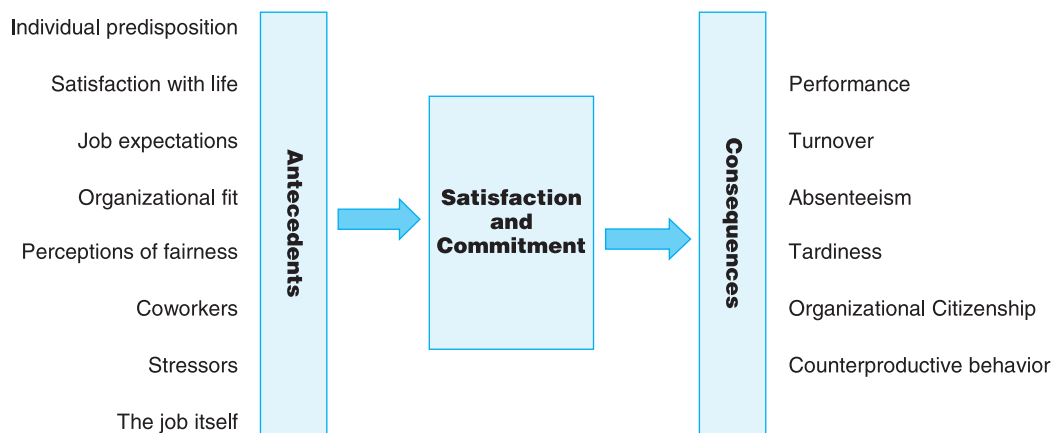 Individual predisposition
Satisfaction with life
Job expectations
Organizational fit
Perceptions of fairness
Coworkers
Stressors
The job itself
Antecedents
Satisfaction
and
Commitment
Consequences
Performance
Turnover
Absenteeism
Tardiness
Organizational Citizenship
Counterproductive behavior